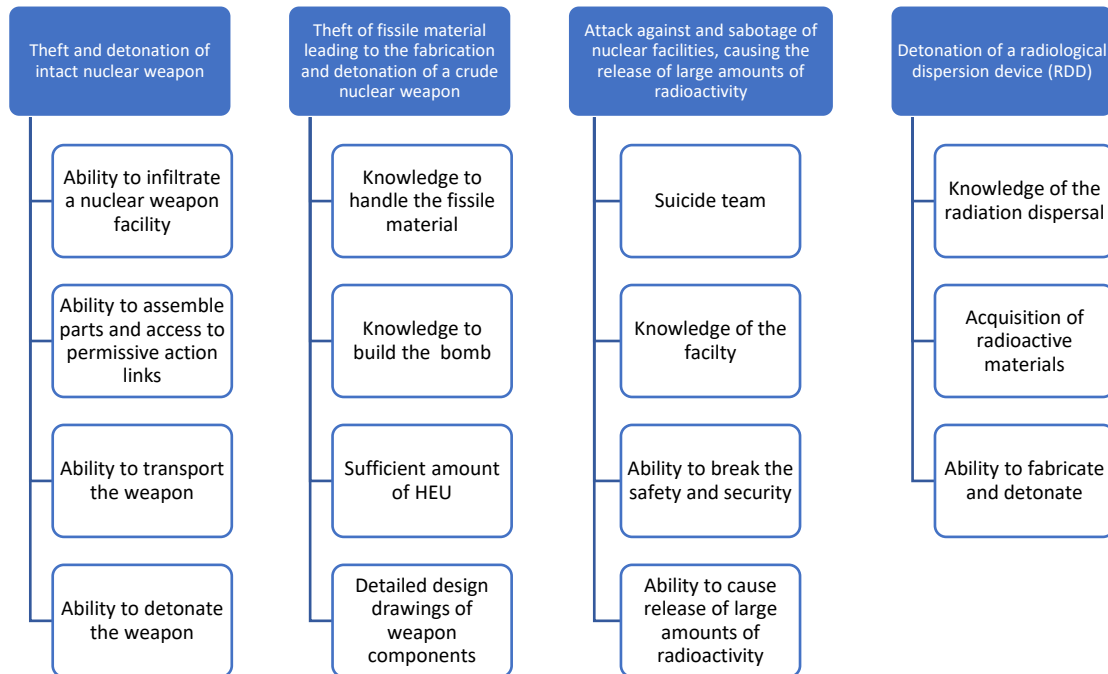 Theft and detonation of
intact nuclear weapon
Ability to infiltrate
a nuclear weapon
facility
Ability to assemble
parts and access to
permissive action
links
Ability to transport
the weapon
Ability to detonate
the weapon
Theft of fissile material
leading to the fabrication
and detonation of a crude
nuclear weapon
Knowledge to
handle the fissile
material
Knowledge to
build the bomb
Sufficient amount
of HEU
Detailed design
drawings of
weapon
components
Attack against and sabotage of
nuclear facilities, causing the
release of large amounts of
radioactivity
Suicide team
Knowledge of the
facilty
Ability to break the
safety and security
Ability to cause
release of large
amounts of
radioactivity
Detonation of a radiological
dispersion device (RDD)
Knowledge of the
radiation dispersal
Acquisition of
radioactive
materials
Ability to fabricate
and detonate